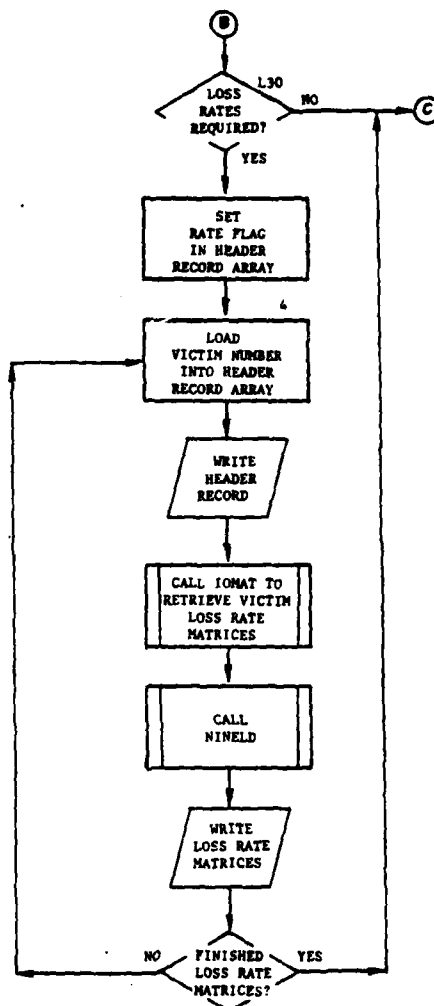 B
L30
LOSS
RATES
REQUIRED?
NO
C
YES
SET
RATE FLAG
IN HEADER
RECORD ARRAY
LOAD
VICTIM NUMBER
INTO HEADER
RECORD ARRAY
WRITE
HEADER
RECORD
CALL IOMAT TO
RETRIEVE VICTIM
LOSS RATE
MATRICES
CALL
NINELD
WRITE
LOSS RATE
MATRICES
NO
FINISHED
LOSS RATE
MATRICES?
YES